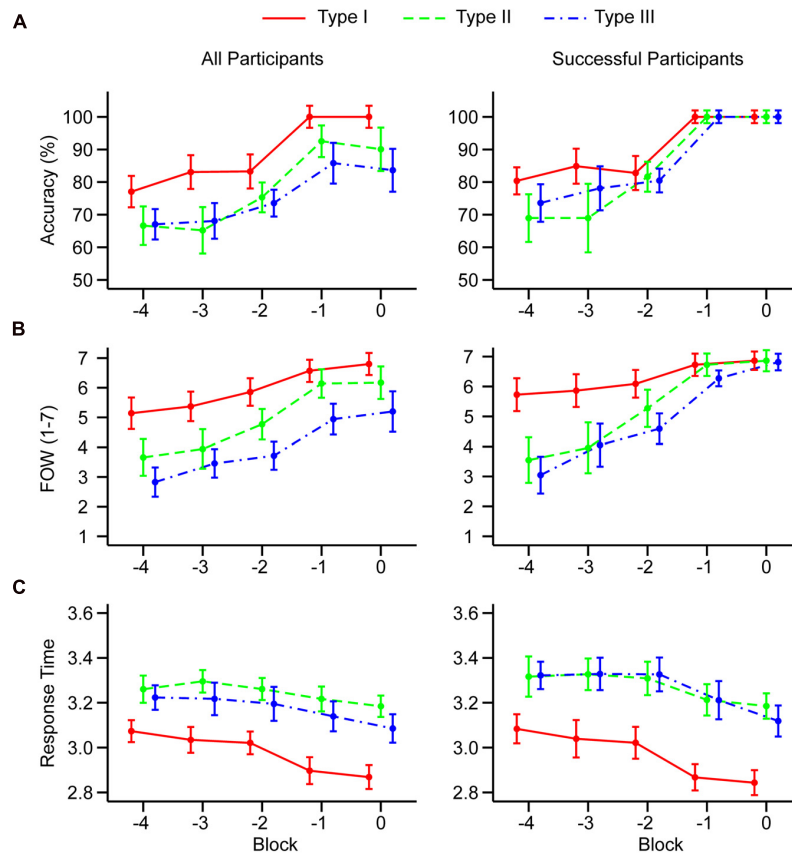 A
Type I Type II Type III
All Participants Successful Participants
Accuracy (%)
100 100
90 90
80 80
70 70
60 60
50 50
-4 -3 -2 -1 0 -4 -3 -2 -1 0
B
FOW (1-7)
7 7
6 6
5 5
4 4
3 3
2 2
1 1
-4 -3 -2 -1 0 -4 -3 -2 -1 0
C
Response Time
3.6 3.6
3.4 3.4
3.2 3.2
3.0 3.0
2.8 2.8
-4 -3 -2 -1 0 -4 -3 -2 -1 0
Block Block